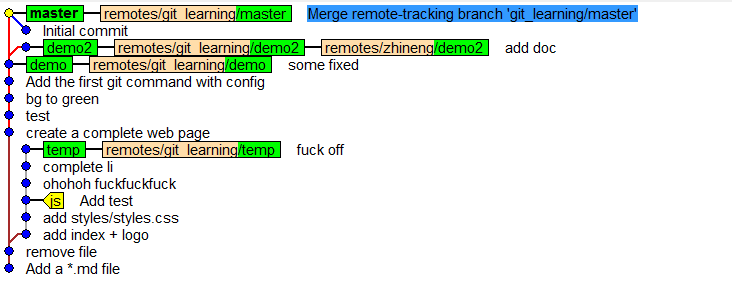 master remotes/git_learning/master Merge remote-tracking branch 'git_learning/master'
Initial commit
demo2 remotes/git_learning/demo2 remotes/zhineng/demo2 add doc
demo remotes/git_learning/demo some fixed
Add the first git command with config
bg to green
test
create a complete web page
temp remotes/git_learning/temp fuck off
complete li
ohohoh fuckfuckfuck
js Add test
add styles/styles.css
add index + logo
remove file
Add a *.md file